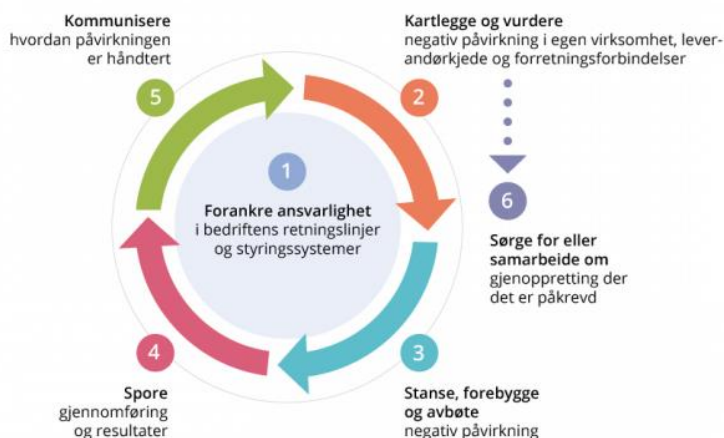 1
Forankre ansvarlighet
i bedriftens retningslinjer
og styringssystemer
2
Kartlegge og vurdere
negativ påvirkning i egen virksomhet, lever-
andørkjede og forretningsforbindelser
3
Stanse, forebygge
og avbøte
negativ påvirkning
4
Spore
gjennomføring
og resultater
5
Kommunisere
hvordan påvirkningen
er håndtert
6
Sørge for eller
samarbeide om
gjenoppretting der
det er påkrevd